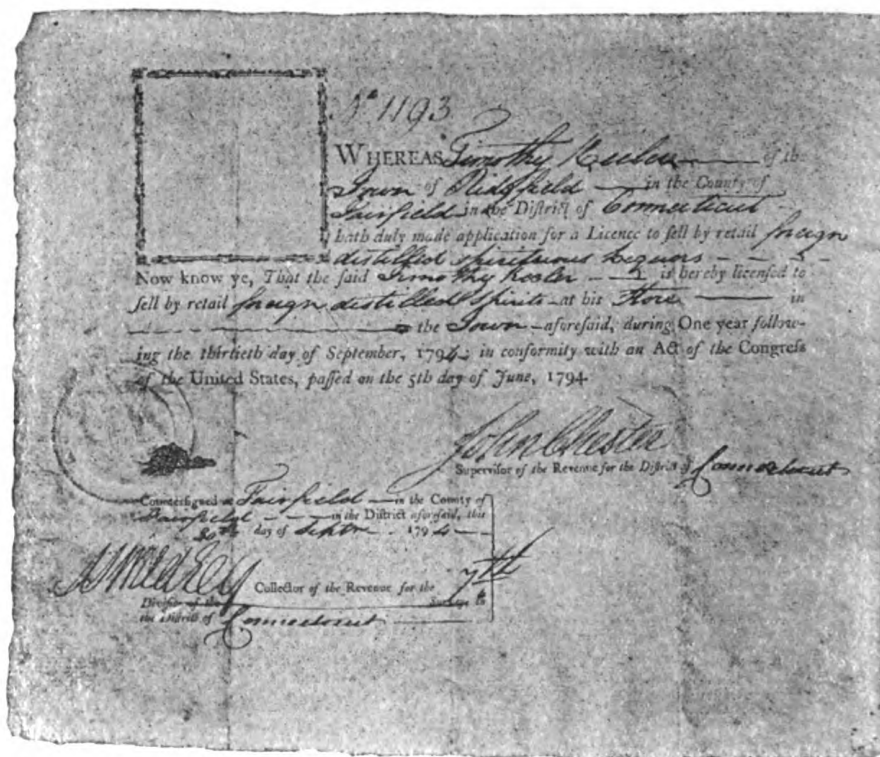 No 1193
WHEREAS Timothy Keeler of the
Town of Ridgfield in the County of
Fairfield in the District of Connecticut
hath duly made application for a Licence to sell by retail foreign
distilled spirituous Liquors
Now know ye, That the said Timothy Keeler is hereby licensed to
sell by retail foreign distilled Spirits at his Store in
the Town aforesaid, during One year follow-
ing the thirtieth day of September, 1794 in conformity with an Act of the Congress
of the United States, passed on the 5th day of June, 1794
John Chester
Supervisor of the Revenue for the District of Connecticut
Countersigned at Fairfield in the County of
Fairfield in the District aforesaid, this
30th day of Septr 1794
Collector of the Revenue for the 7th
Division of the
the District of Connecticut